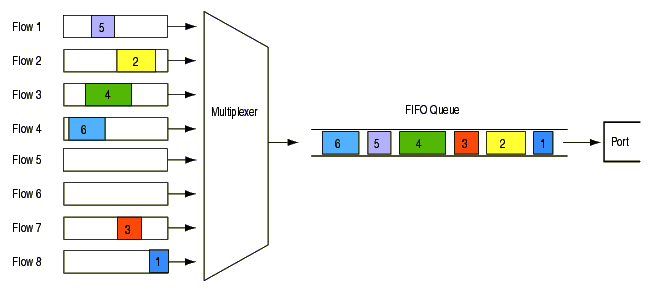 Flow 1 5
Flow 2 2
Flow 3 4
Flow 4 6
Flow 5
Flow 6
Flow 7 3
Flow 8 1
Multiplexer
FIFO Queue
6 5 4 3 2 1
Port